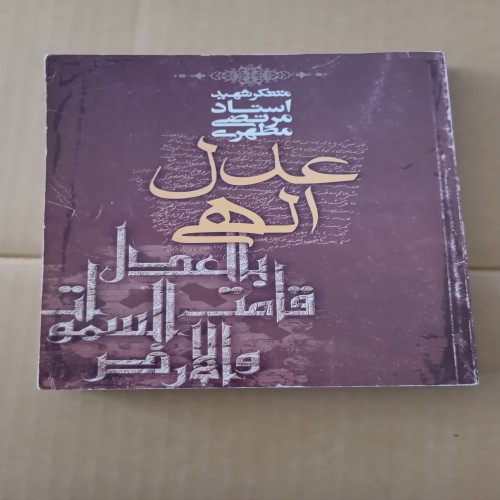 متفکر شهید
استاد
مرتضی
مطهری
عدل
الهی
بالعدل
قامت السموات
والارض